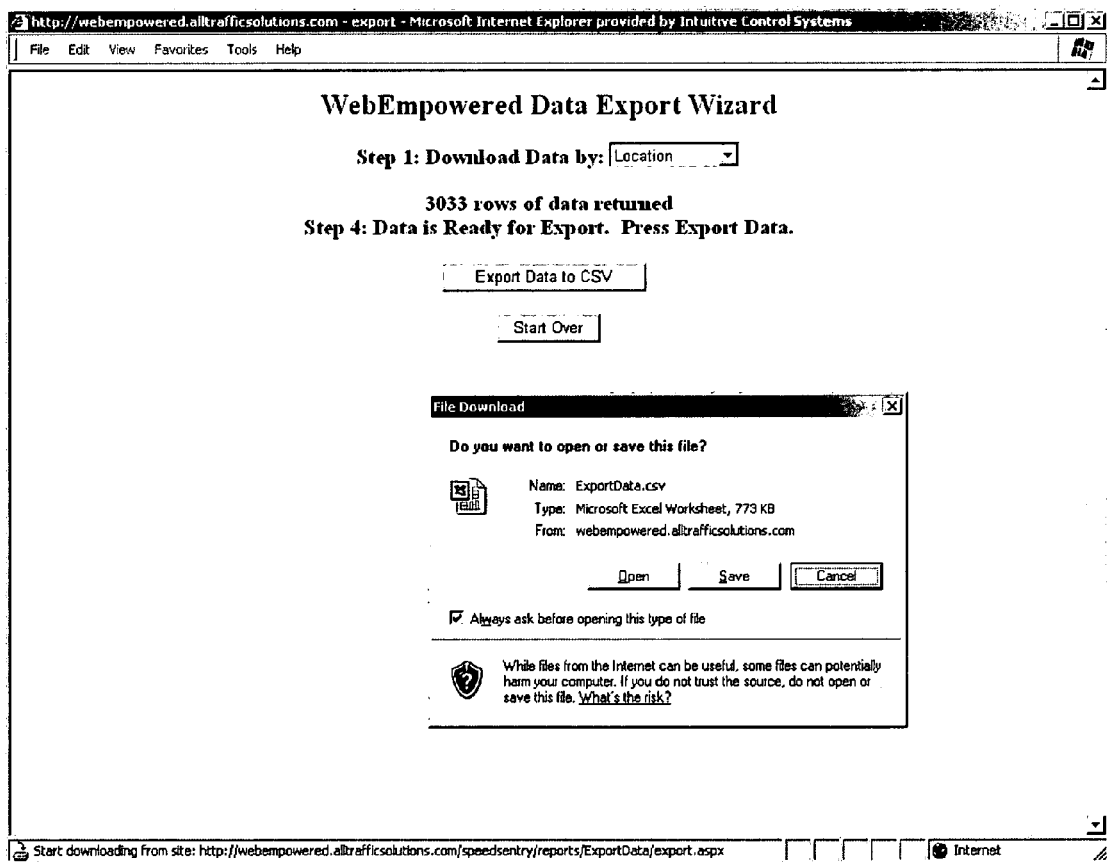 http://webempowered.alltrafficsolutions.com - export - Microsoft Internet Explorer provided by Intuitive Control Systems
File Edit View Favorites Tools Help
WebEmpowered Data Export Wizard
Step 1: Download Data by: Location
3033 rows of data returned
Step 4: Data is Ready for Export. Press Export Data.
Export Data to CSV
Start Over
File Download
Do you want to open or save this file?
Name: ExportData.csv
Type: Microsoft Excel Worksheet, 773 KB
From: webempowered.alltrafficsolutions.com
Open Save Cancel
Always ask before opening this type of file
While files from the Internet can be useful, some files can potentially
harm your computer. If you do not trust the source, do not open or
save this file. What's the risk?
Start downloading from site: http://webempowered.alltrafficsolutions.com/speedsentry/reports/ExportData/export.aspx
Internet